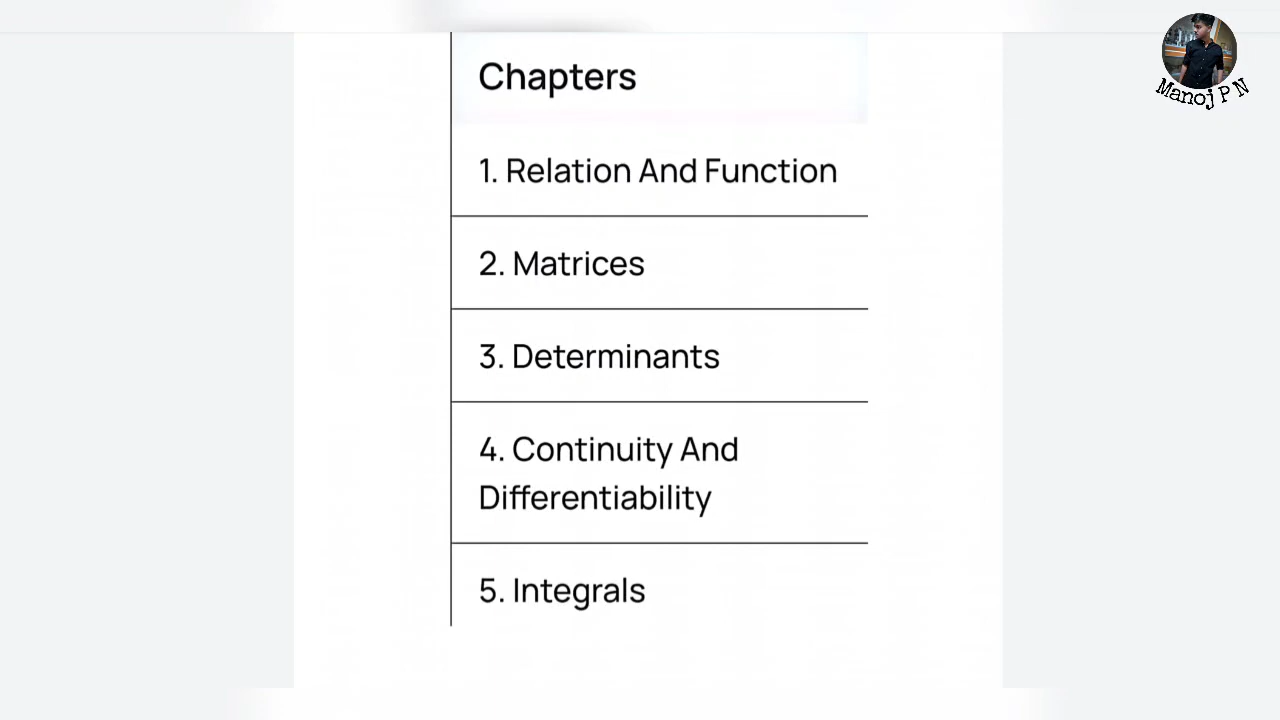 Chapters
1. Relation And Function
2. Matrices
3. Determinants
4. Continuity And
Differentiability
5. Integrals
Manoj P N